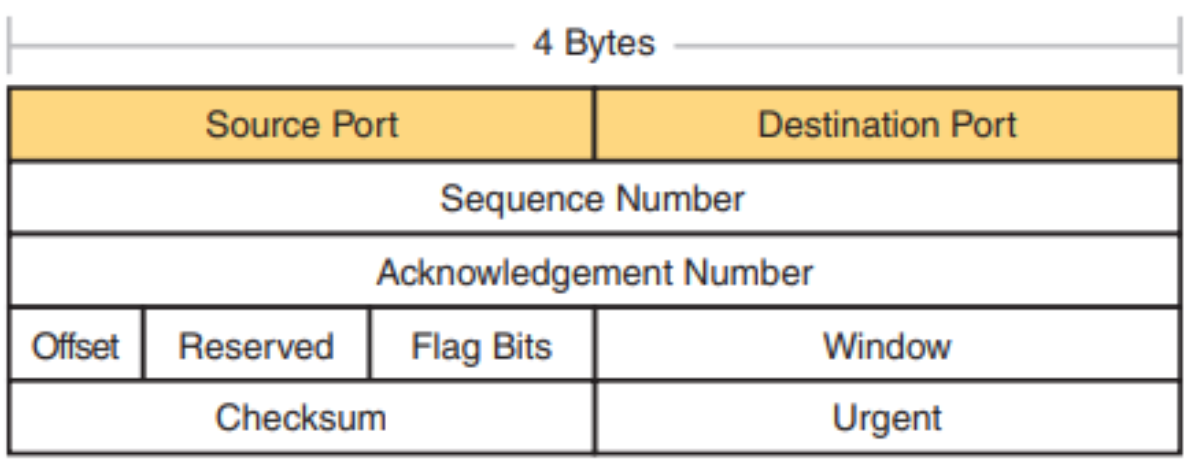 4 Bytes
Source Port Destination Port
Sequence Number
Acknowledgement Number
Offset Reserved Flag Bits Window
Checksum Urgent